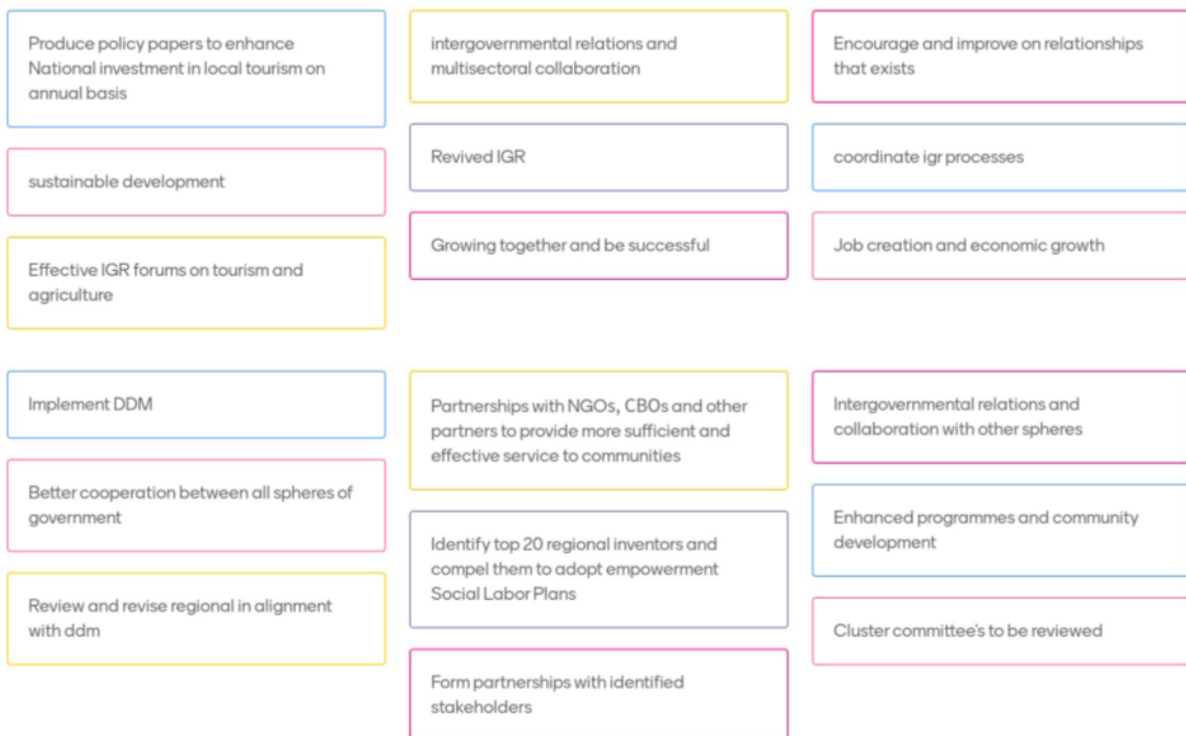 Produce policy papers to enhance
National investment in local tourism on
annual basis
sustainable development
Effective IGR forums on tourism and
agriculture
intergovernmental relations and
multisectoral collaboration
Revived IGR
Growing together and be successful
Encourage and improve on relationships
that exists
coordinate igr processes
Job creation and economic growth
Implement DDM
Better cooperation between all spheres of
government
Review and revise regional in alignment
with ddm
Partnerships with NGOs, CBOs and other
partners to provide more sufficient and
effective service to communities
Identify top 20 regional inventors and
compel them to adopt empowerment
Social Labor Plans
Form partnerships with identified
stakeholders
Intergovernmental relations and
collaboration with other spheres
Enhanced programmes and community
development
Cluster committee's to be reviewed